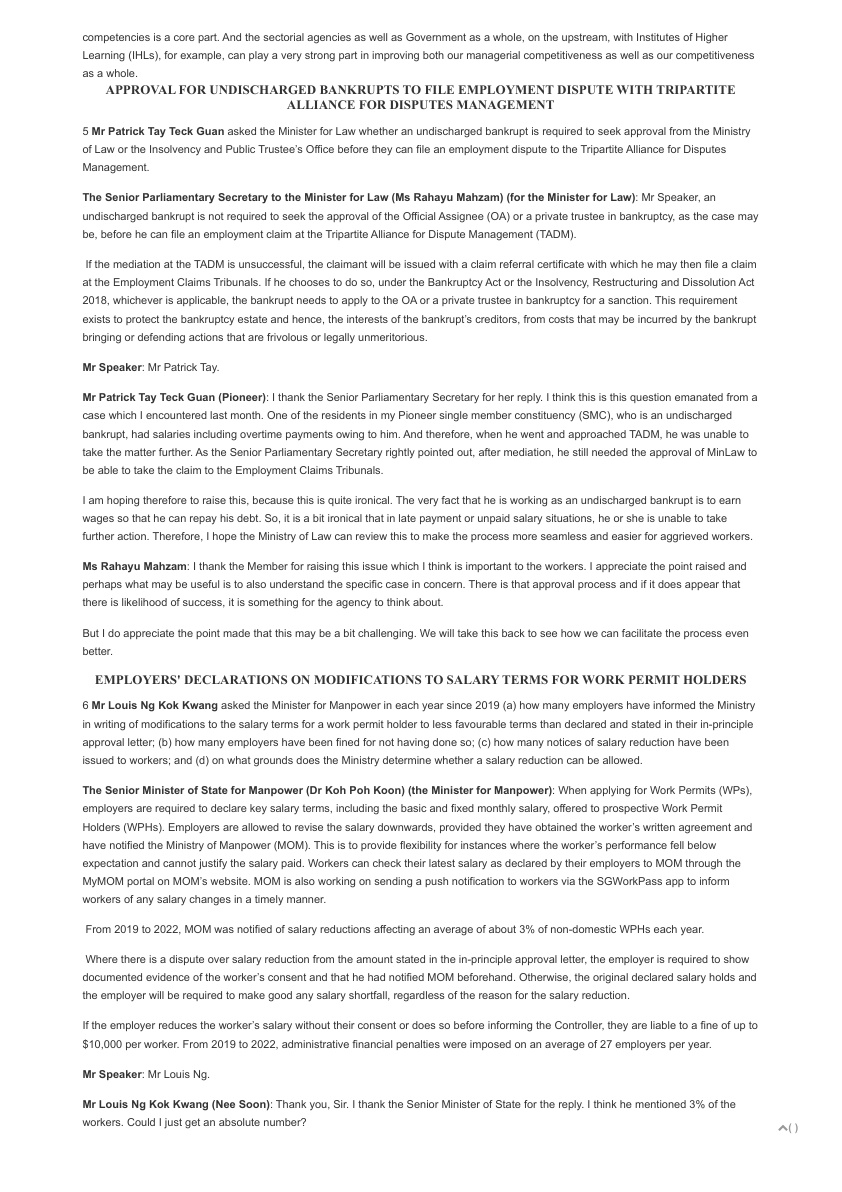 competencies is a core part. And the sectorial agencies as well as Government as a whole, on the upstream, with Institutes of Higher
Learning (IHLs), for example, can play a very strong part in improving both our managerial competitiveness as well as our competitiveness
as a whole.
APPROVAL FOR UNDISCHARGED BANKRUPTS TO FILE EMPLOYMENT DISPUTE WITH TRIPARTITE
ALLIANCE FOR DISPUTES MANAGEMENT
5 Mr Patrick Tay Teck Guan asked the Minister for Law whether an undischarged bankrupt is required to seek approval from the Ministry
of Law or the Insolvency and Public Trustee's Office before they can file an employment dispute to the Tripartite Alliance for Disputes
Management.
The Senior Parliamentary Secretary to the Minister for Law (Ms Rahayu Mahzam) (for the Minister for Law): Mr Speaker, an
undischarged bankrupt is not required to seek the approval of the Official Assignee (OA) or a private trustee in bankruptcy, as the case may
be, before he can file an employment claim at the Tripartite Alliance for Dispute Management (TADM).
If the mediation at the TADM is unsuccessful, the claimant will be issued with a claim referral certificate with which he may then file a claim
at the Employment Claims Tribunals. If he chooses to do so, under the Bankruptcy Act or the Insolvency, Restructuring and Dissolution Act
2018, whichever is applicable, the bankrupt needs to apply to the OA or a private trustee in bankruptcy for a sanction. This requirement
exists to protect the bankruptcy estate and hence, the interests of the bankrupt's creditors, from costs that may be incurred by the bankrupt
bringing or defending actions that are frivolous or legally unmeritorious.
Mr Speaker: Mr Patrick Tay.
Mr Patrick Tay Teck Guan (Pioneer): I thank the Senior Parliamentary Secretary for her reply. I think this is this question emanated from a
case which I encountered last month. One of the residents in my Pioneer single member constituency (SMC), who is an undischarged
bankrupt, had salaries including overtime payments owing to him. And therefore, when he went and approached TADM, he was unable to
take the matter further. As the Senior Parliamentary Secretary rightly pointed out, after mediation, he still needed the approval of MinLaw to
be able to take the claim to the Employment Claims Tribunals.
I am hoping therefore to raise this, because this is quite ironical. The very fact that he is working as an undischarged bankrupt is to earn
wages so that he can repay his debt. So, it is a bit ironical that in late payment or unpaid salary situations, he or she is unable to take
further action. Therefore, I hope the Ministry of Law can review this to make the process more seamless and easier for aggrieved workers.
Ms Rahayu Mahzam: I thank the Member for raising this issue which I think is important to the workers. I appreciate the point raised and
perhaps what may be useful is to also understand the specific case in concern. There is that approval process and if it does appear that
there is likelihood of success, it is something for the agency to think about.
But I do appreciate the point made that this may be a bit challenging. We will take this back to see how we can facilitate the process even
better.
EMPLOYERS' DECLARATIONS ON MODIFICATIONS TO SALARY TERMS FOR WORK PERMIT HOLDERS
6 Mr Louis Ng Kok Kwang asked the Minister for Manpower in each year since 2019 (a) how many employers have informed the Ministry
in writing of modifications to the salary terms for a work permit holder to less favourable terms than declared and stated in their in-principle
approval letter; (b) how many employers have been fined for not having done so; (c) how many notices of salary reduction have been
issued to workers; and (d) on what grounds does the Ministry determine whether a salary reduction can be allowed.
The Senior Minister of State for Manpower (Dr Koh Poh Koon) (the Minister for Manpower): When applying for Work Permits (WPs),
employers are required to declare key salary terms, including the basic and fixed monthly salary, offered to prospective Work Permit
Holders (WPHs). Employers are allowed to revise the salary downwards, provided they have obtained the worker's written agreement and
have notified the Ministry of Manpower (MOM). This is to provide flexibility for instances where the worker's performance fell below
expectation and cannot justify the salary paid. Workers can check their latest salary as declared by their employers to MOM through the
MyMOM portal on MOM's website. MOM is also working on sending a push notification to workers via the SGWorkPass app to inform
workers of any salary changes in a timely manner.
From 2019 to 2022, MOM was notified of salary reductions affecting an average of about 3% of non-domestic WPHs each year.
Where there is a dispute over salary reduction from the amount stated in the in-principle approval letter, the employer is required to show
documented evidence of the worker's consent and that he had notified MOM beforehand. Otherwise, the original declared salary holds and
the employer will be required to make good any salary shortfall, regardless of the reason for the salary reduction.
If the employer reduces the worker's salary without their consent or does so before informing the Controller, they are liable to a fine of up to
$10,000 per worker. From 2019 to 2022, administrative financial penalties were imposed on an average of 27 employers per year.
Mr Speaker: Mr Louis Ng.
Mr Louis Ng Kok Kwang (Nee Soon): Thank you, Sir. I thank the Senior Minister of State for the reply. I think he mentioned 3% of the
workers. Could I just get an absolute number?
( )